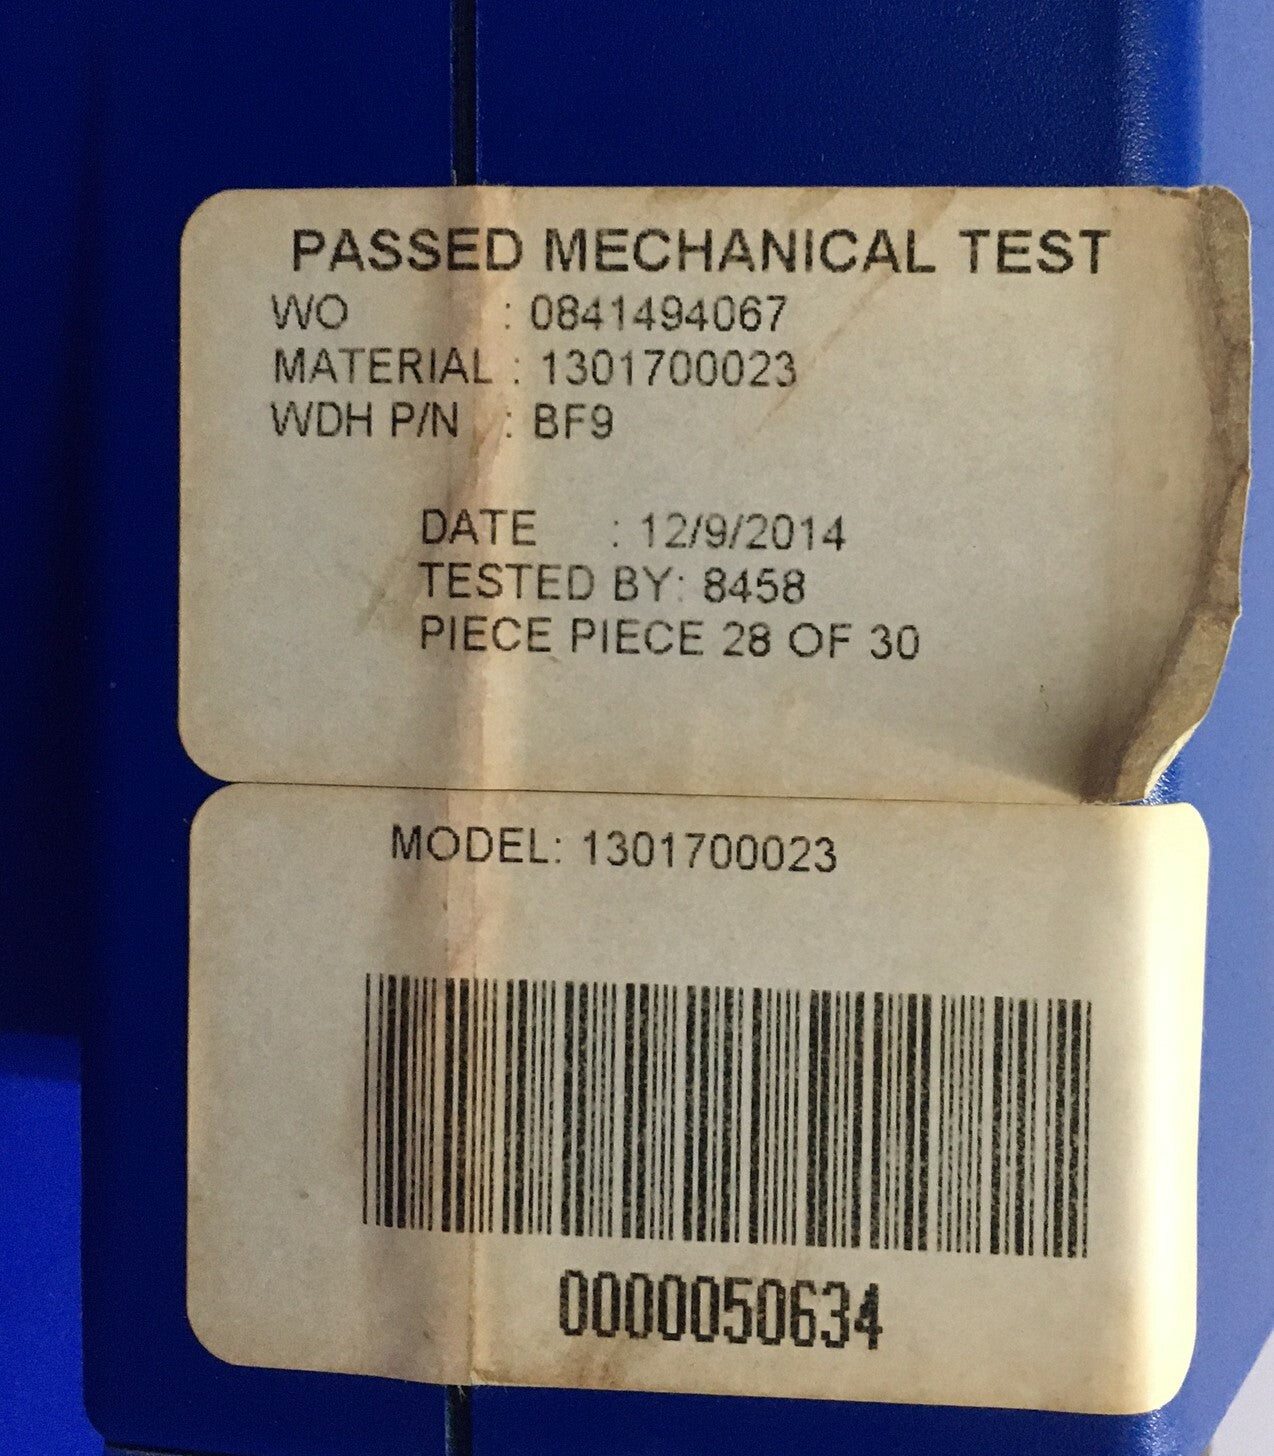 PASSED MECHANICAL TEST
WO : 0841494067
MATERIAL : 1301700023
WDH P/N : BF9
DATE : 12/9/2014
TESTED BY: 8458
PIECE PIECE 28 OF 30
MODEL: 1301700023
0000050634